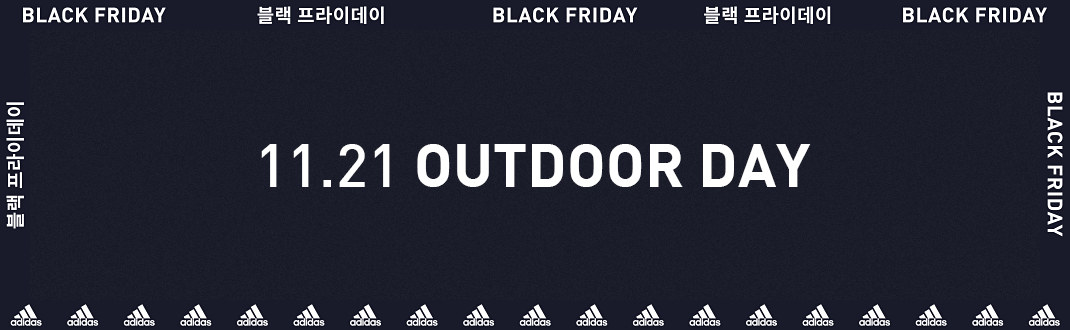 BLACK FRIDAY 블랙 프라이데이 BLACK FRIDAY 블랙 프라이데이 BLACK FRIDAY
블랙 프라이데이
11.21 OUTDOOR DAY
BLACK FRIDAY
adidas adidas adidas adidas adidas adidas adidas adidas adidas adidas adidas adidas adidas adidas adidas adidas adidas adidas adidas